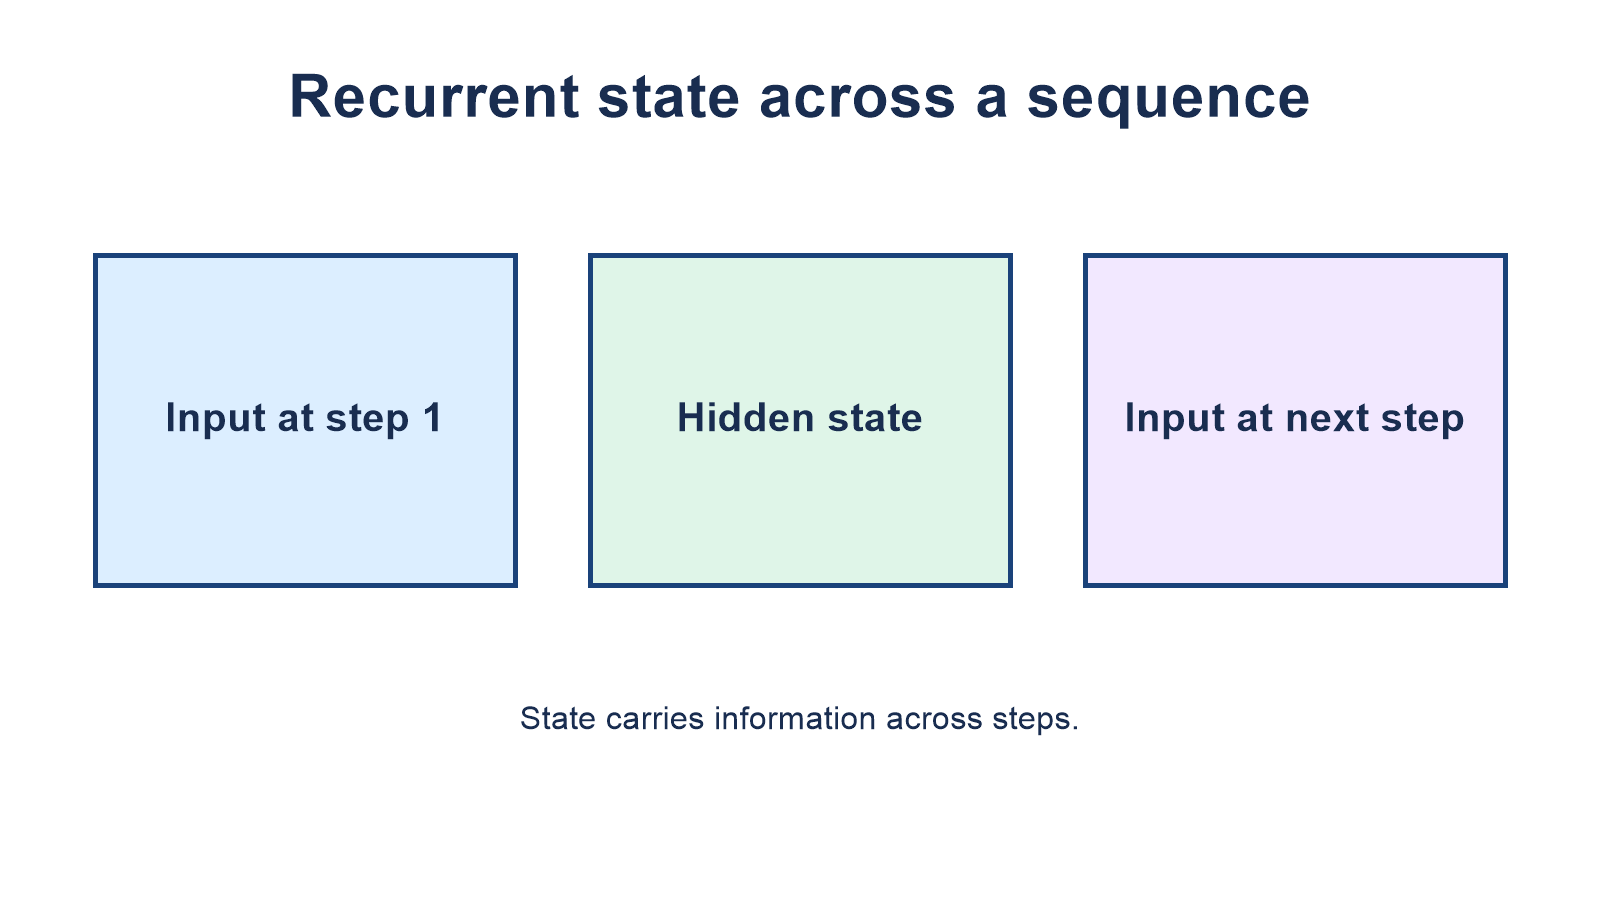 Recurrent state across a sequence
Input at step 1
Hidden state
Input at next step
State carries information across steps.